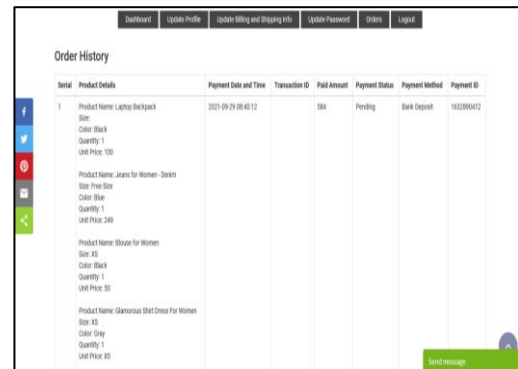 Dashboard Update Profile Update Billing and Shipping Info Update Password Orders Logout
Order History
Serial Product Details Payment Date and Time Transaction ID Paid Amount Payment Status Payment Method Payment ID
1 Product Name: Laptop Backpack 2021-09-29 08:40:12 584 Pending Bank Deposit 1632890412
Size:
Color: Black
Quantity: 1
Unit Price: 100
Product Name: Jeans for Women - Denim
Size: Free Size
Color: Blue
Quantity: 1
Unit Price: 249
Product Name: Blouse for Women
Size: XS
Color: Black
Quantity: 1
Unit Price: 50
Product Name: Glamorous Shirt Dress For Women
Size: XS
Color: Gray
Quantity: 1
Unit Price: 85
Send message